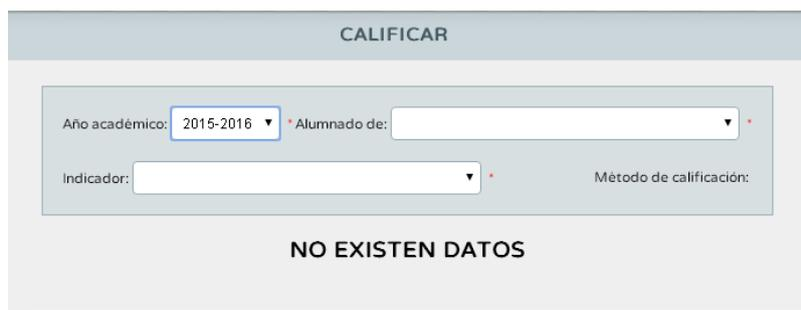 CALIFICAR
Año académico: 2015-2016 * Alumnado de: *
Indicador: * Método de calificación:
NO EXISTEN DATOS